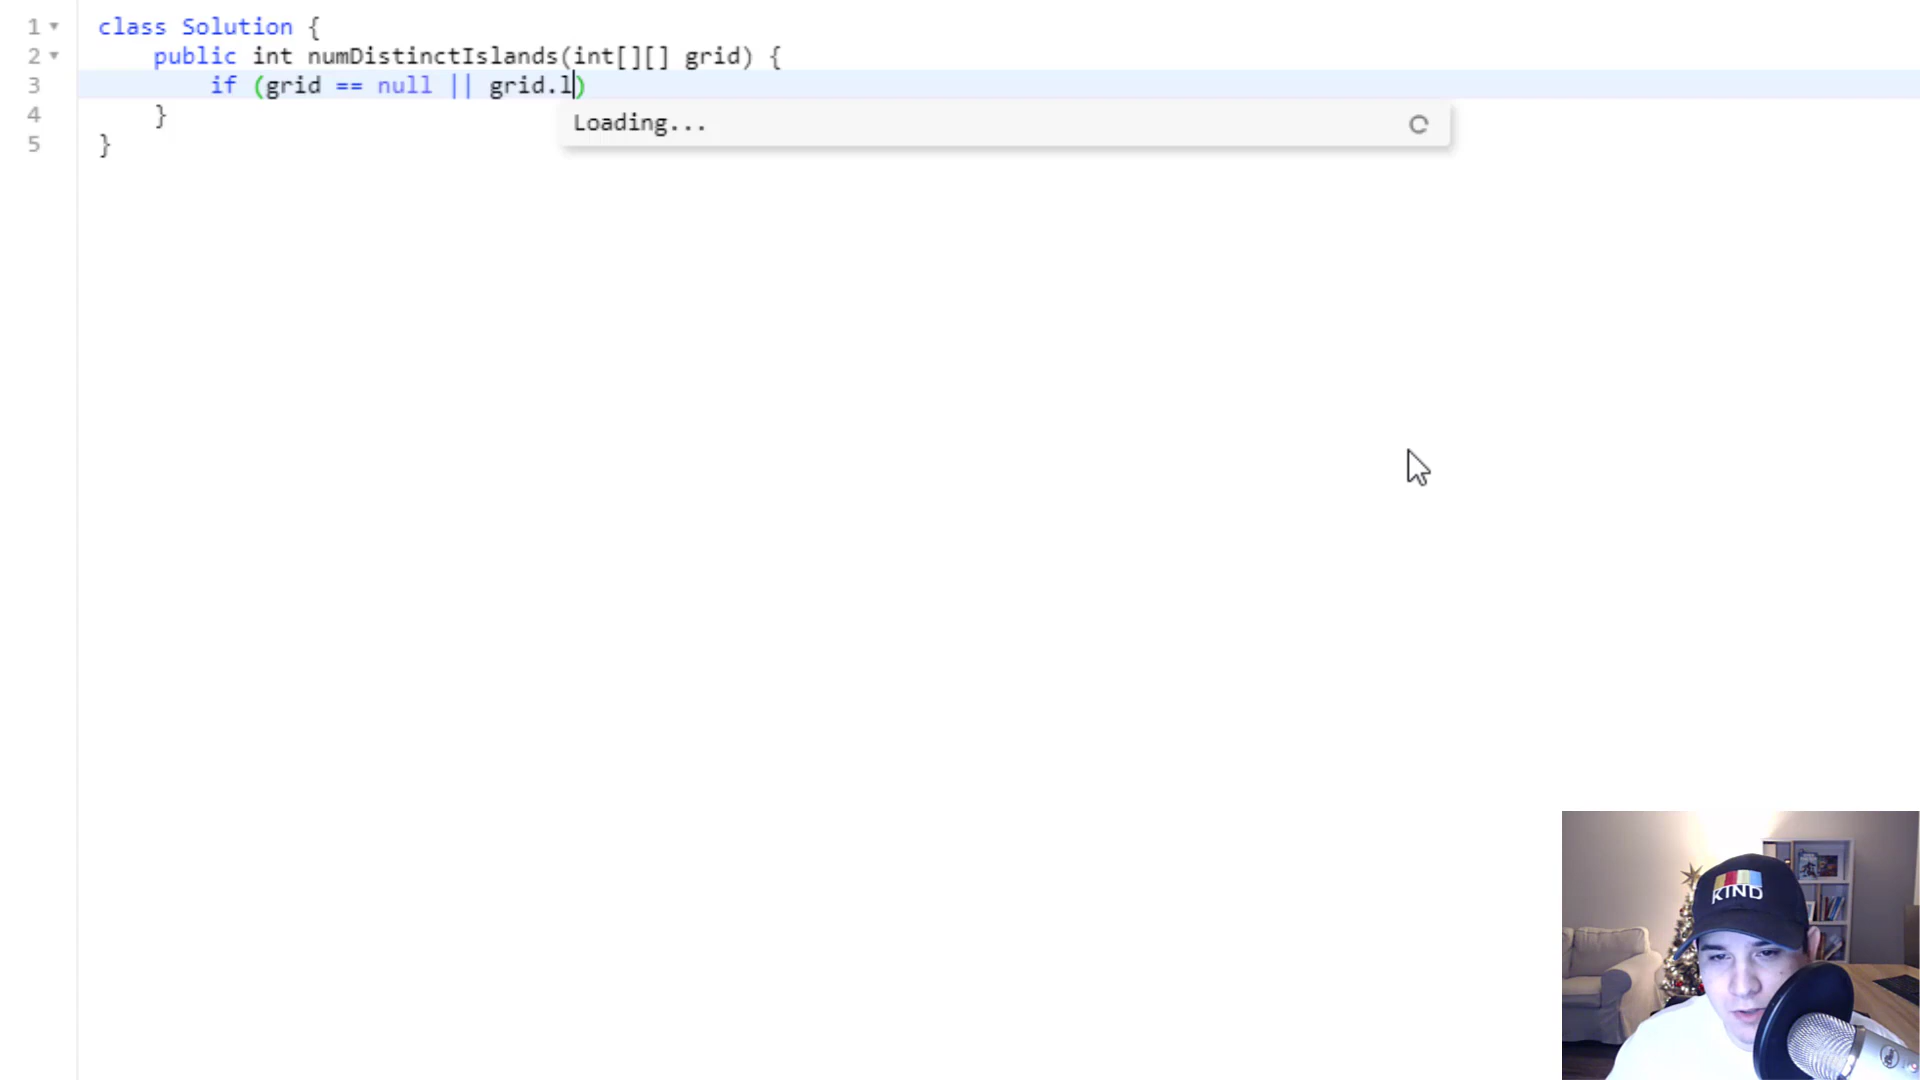 1 class Solution {
2 public int numDistinctIslands(int[][] grid) {
3 if (grid == null || grid.l)
4 }
5 }
Loading...
KIND